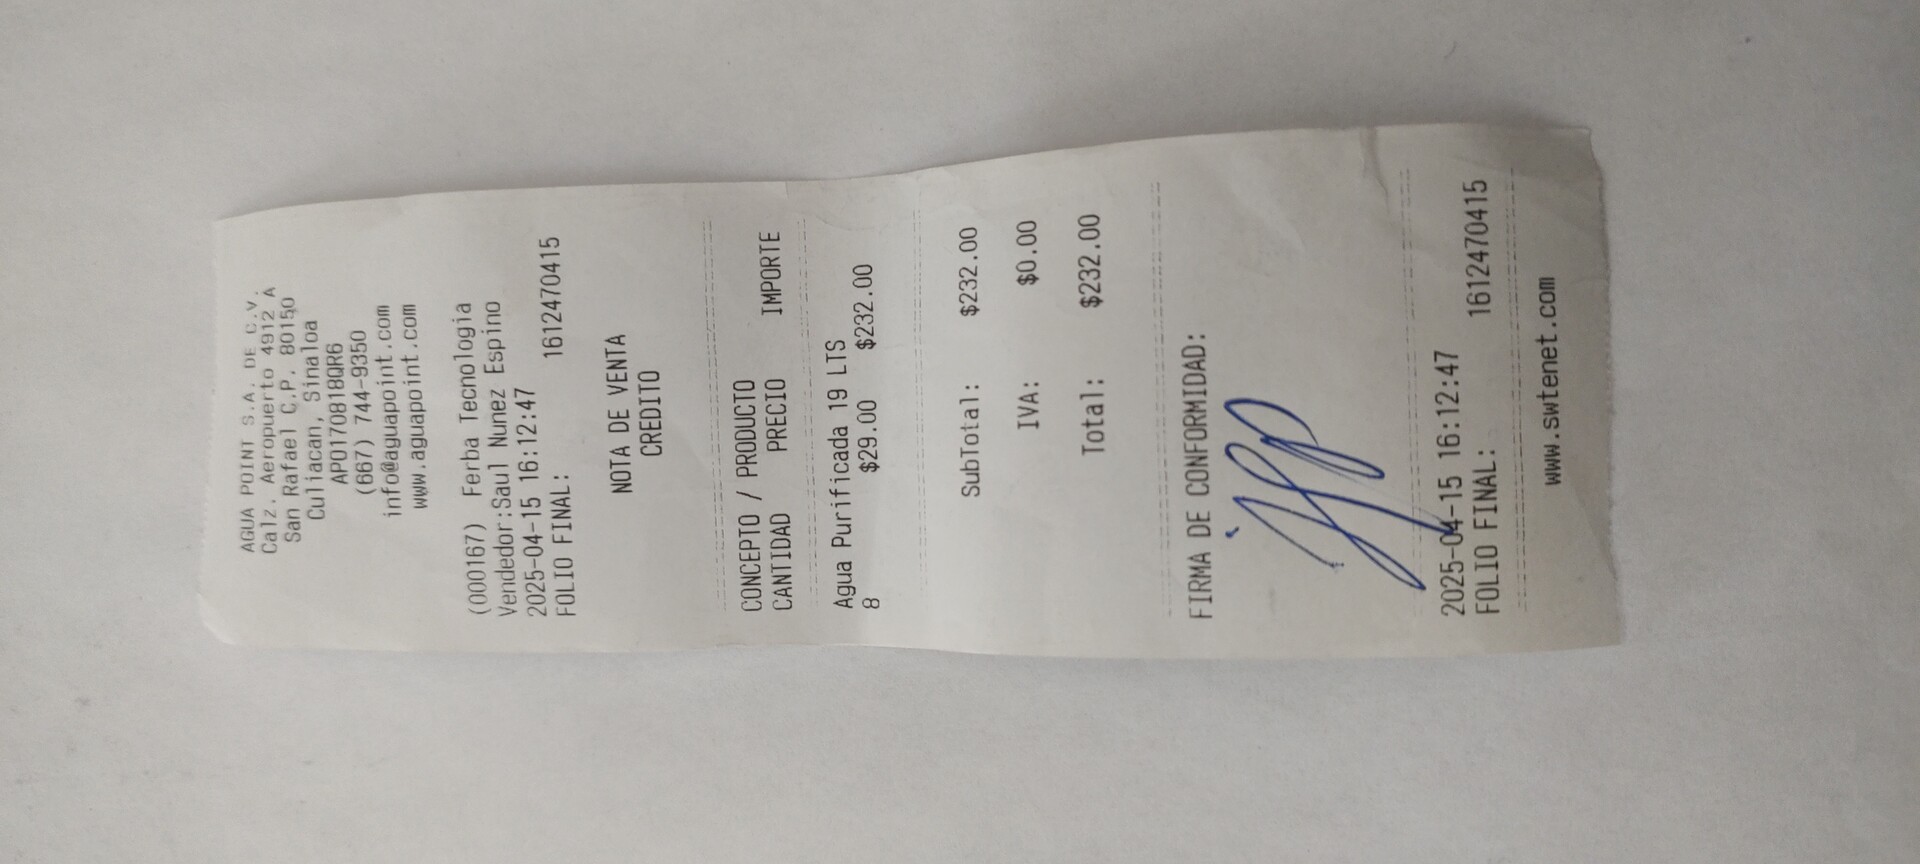 AGUA POINT S.A. DE C.V.
Calz. Aeropuerto 4912 A
San Rafael C.P. 80150
Culiacan, Sinaloa
APO170818QR6
(667) 744-9350
info@aguapoint.com
www.aguapoint.com
(000167) Ferba Tecnologia
Vendedor:Saul Nunez Espino
2025-04-15 16:12:47
FOLIO FINAL: 1612470415
NOTA DE VENTA
CREDITO
CONCEPTO / PRODUCTO
CANTIDAD PRECIO IMPORTE
Agua Purificada 19 LTS
8 $29.00 $232.00
SubTotal: $232.00
IVA: $0.00
Total: $232.00
FIRMA DE CONFORMIDAD:
2025-04-15 16:12:47
FOLIO FINAL: 1612470415
www.swtenet.com